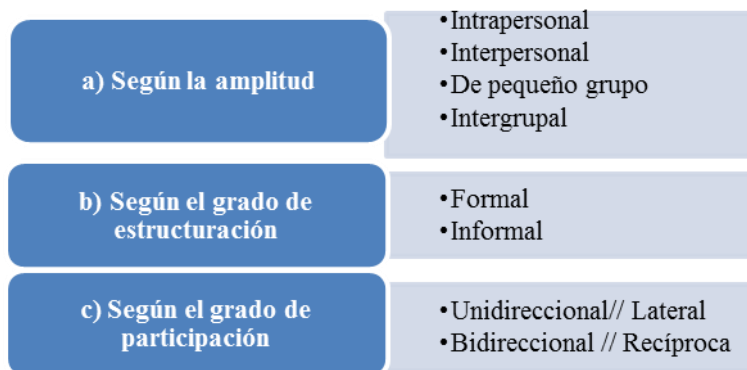 a) Según la amplitud
•Intrapersonal
•Interpersonal
•De pequeño grupo
•Intergrupal
b) Según el grado de
estructuración
•Formal
•Informal
c) Según el grado de
participación
•Unidireccional// Lateral
•Bidireccional // Recíproca